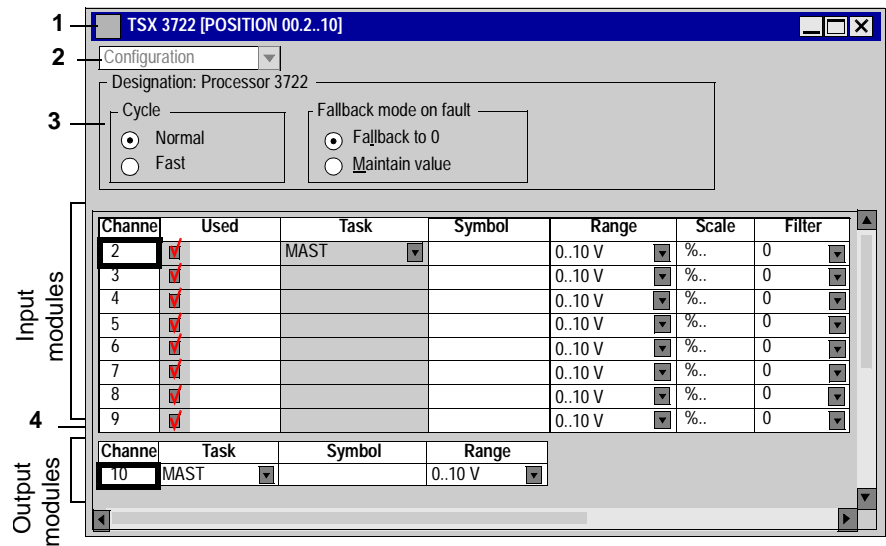 1 TSX 3722 [POSITION 00.2..10]
2 Configuration
Designation: Processor 3722
3 Cycle Fallback mode on fault
Normal Fallback to 0
Fast Maintain value
Channe Used Task Symbol Range Scale Filter
2 MAST 0..10 V %.. 0
3 0..10 V %.. 0
4 0..10 V %.. 0
5 0..10 V %.. 0
6 0..10 V %.. 0
7 0..10 V %.. 0
8 0..10 V %.. 0
9 0..10 V %.. 0
Input
modules
4
Channe Task Symbol Range
10 MAST 0..10 V
Output
modules